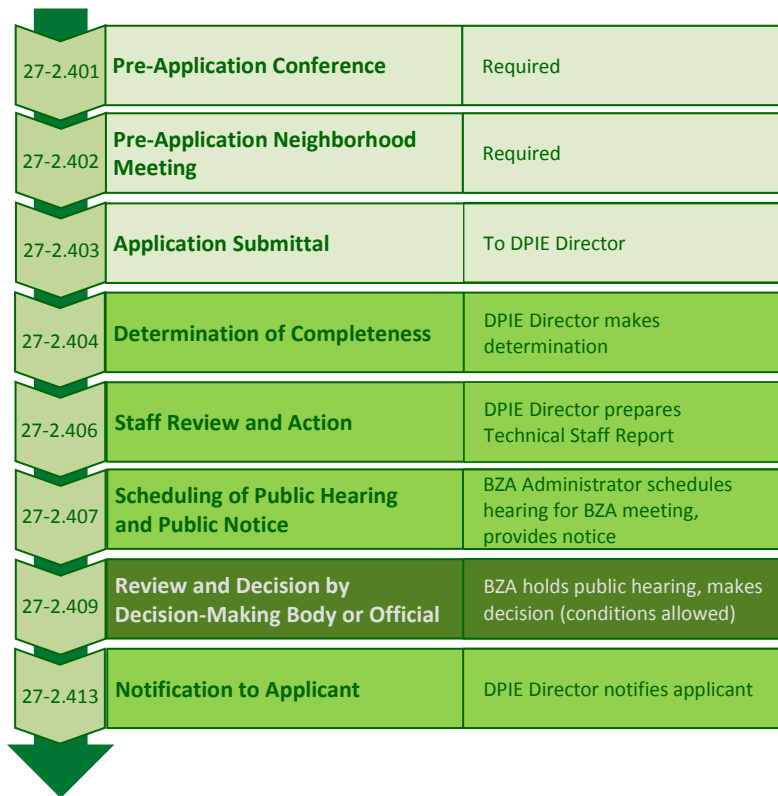 27-2.401
Pre-Application Conference
Required
27-2.402
Pre-Application Neighborhood
Meeting
Required
27-2.403
Application Submittal
To DPIE Director
27-2.404
Determination of Completeness
DPIE Director makes
determination
27-2.406
Staff Review and Action
DPIE Director prepares
Technical Staff Report
27-2.407
Scheduling of Public Hearing
and Public Notice
BZA Administrator schedules
hearing for BZA meeting,
provides notice
27-2.409
Review and Decision by
Decision-Making Body or Official
BZA holds public hearing, makes
decision (conditions allowed)
27-2.413
Notification to Applicant
DPIE Director notifies applicant